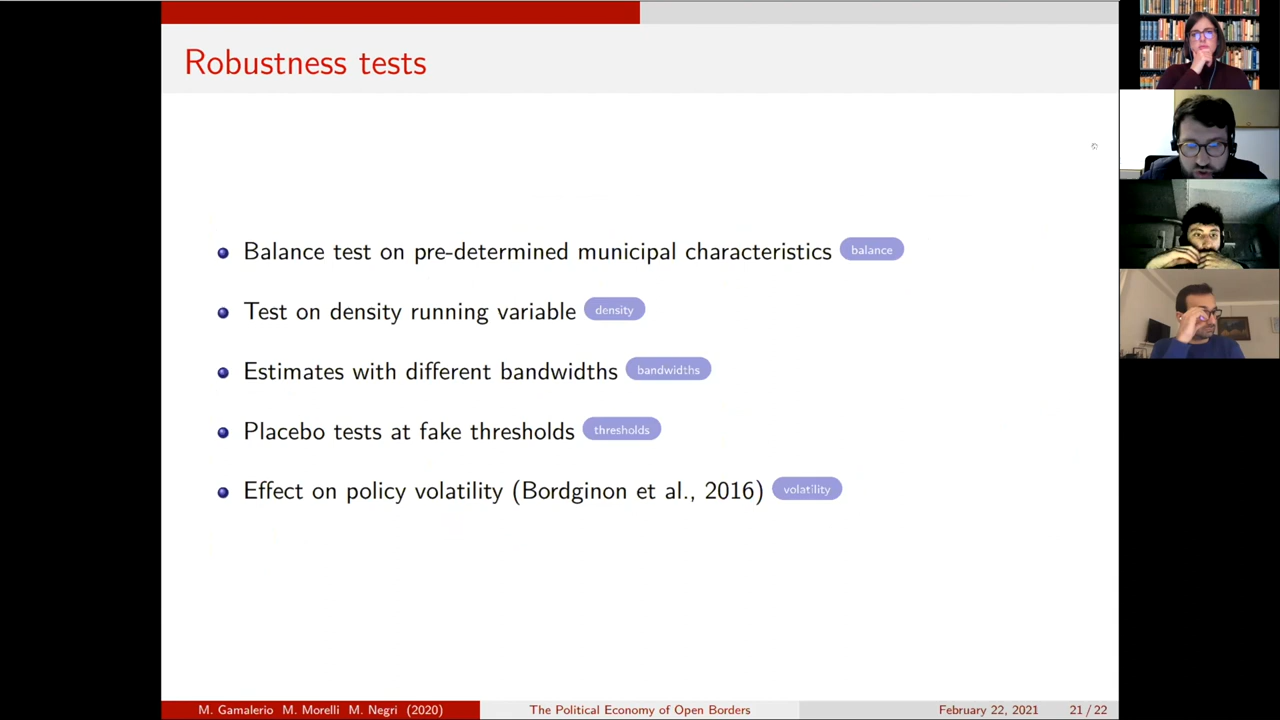 Robustness tests
Balance test on pre-determined municipal characteristics balance
Test on density running variable density
Estimates with different bandwidths bandwidths
Placebo tests at fake thresholds thresholds
Effect on policy volatility (Bordginon et al., 2016) volatility
M. Gamalerio M. Morelli M. Negri (2020) The Political Economy of Open Borders February 22, 2021 21 / 22